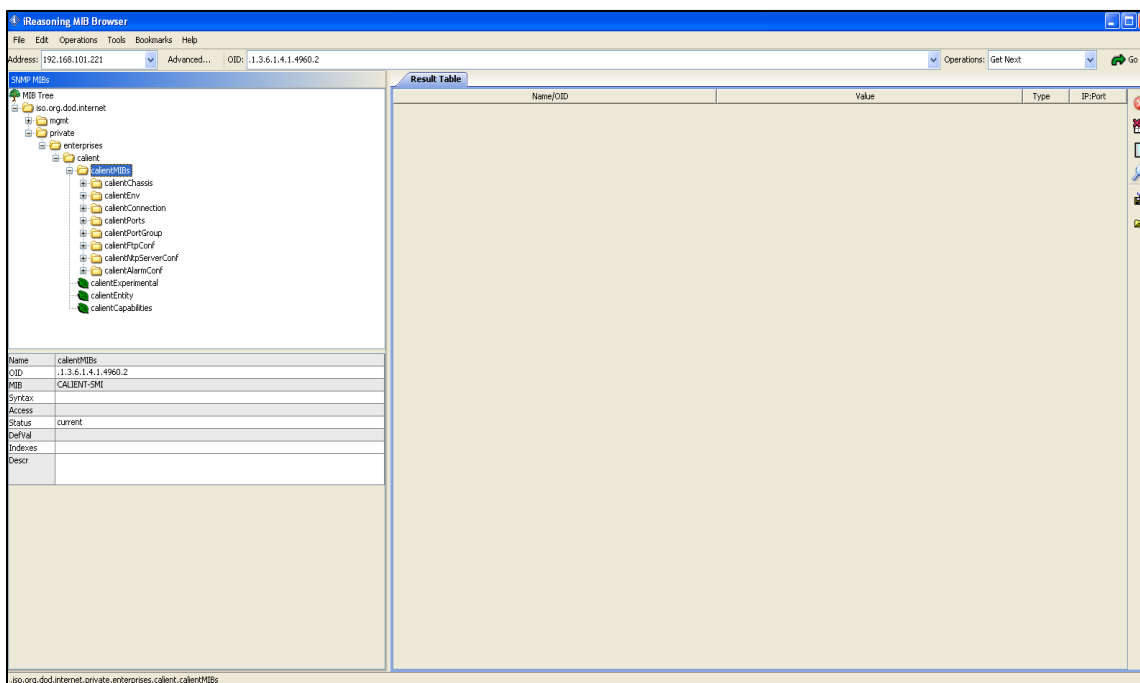 iReasoning MIB Browser
File Edit Operations Tools Bookmarks Help
Address: 192.168.101.221 Advanced... OID: .1.3.6.1.4.1.4960.2 Operations: Get Next Go
SNMP MIBs
Result Table
Name/OID Value Type IP:Port
MIB Tree
iso.org.dod.internet
mgmt
private
enterprises
calient
calientMIBs
calientChassis
calientEnv
calientConnection
calientPorts
calientPortGroup
calientFtpConf
calientNtpServerConf
calientAlarmConf
calientExperimental
calientEntity
calientCapabilities
Name calientMIBs
OID .1.3.6.1.4.1.4960.2
MIB CALIENT-SMI
Syntax
Access
Status current
DefVal
Indexes
Descr
.iso.org.dod.internet.private.enterprises.calient.calientMIBs